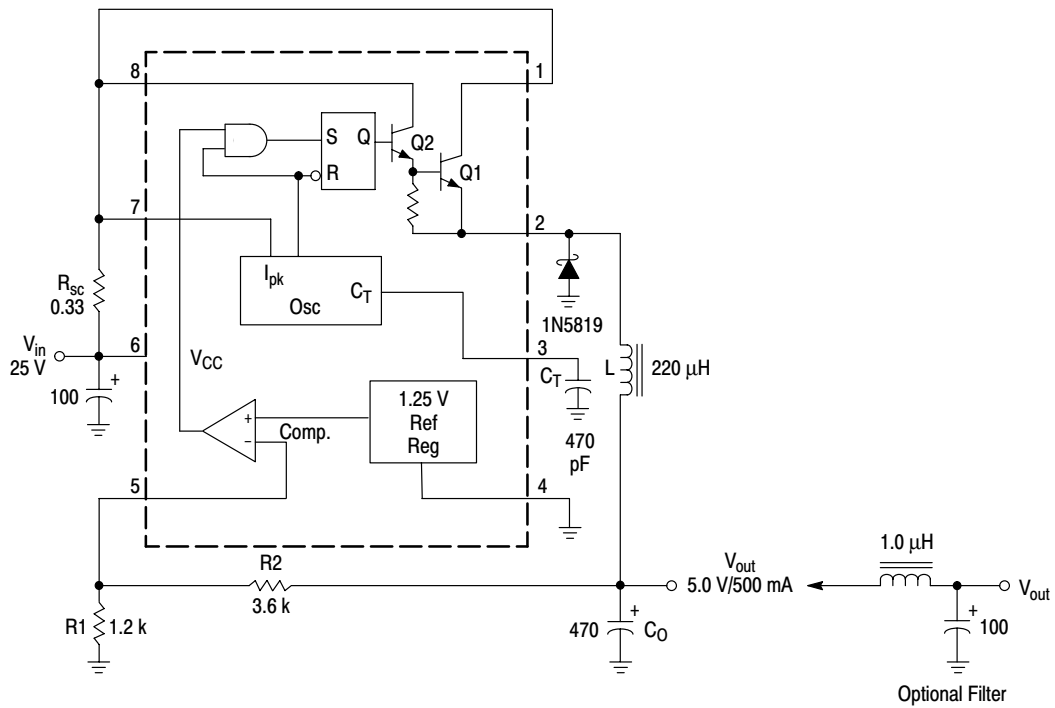 8
1
S Q
Q2
R
Q1
7
2
Ipk
CT
Osc
Rsc
0.33
1N5819
Vin
25 V
6
VCC
3
CT
L
220 μH
100
+
470
pF
1.25 V
Ref
Reg
+
−
Comp.
5
4
R2
3.6 k
Vout
5.0 V/500 mA
1.0 μH
Vout
R1
1.2 k
470
+
CO
+
100
Optional Filter